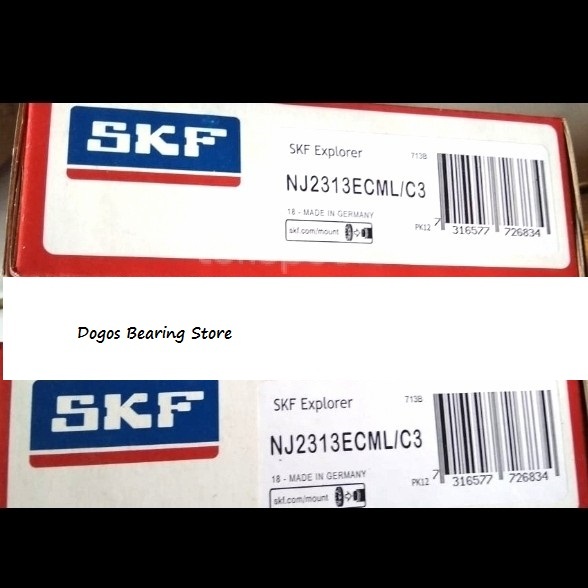 SKF
SKF Explorer 713B
NJ2313ECML/C3
18 - MADE IN GERMANY
skf.com/mount
PK12
7 316577 726834
Dogos Bearing Store
SKF
SKF Explorer 713B
NJ2313ECML/C3
18 - MADE IN GERMANY
skf.com/mount
PK12
7 316577 726834